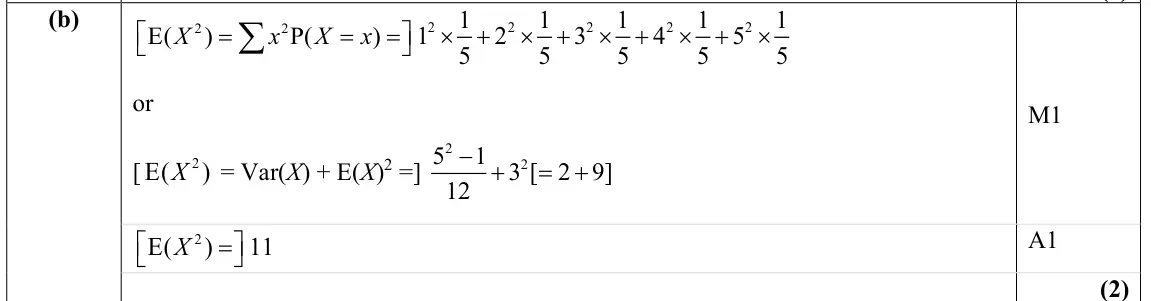 (b)
[E(X²) = ∑x²P(X = x) =] 1² × 1/5 + 2² × 1/5 + 3² × 1/5 + 4² × 1/5 + 5² × 1/5
or
M1
[E(X²) = Var(X) + E(X)² =] (5² − 1)/12 + 3² [= 2 + 9]
[E(X²) =] 11
A1
(2)